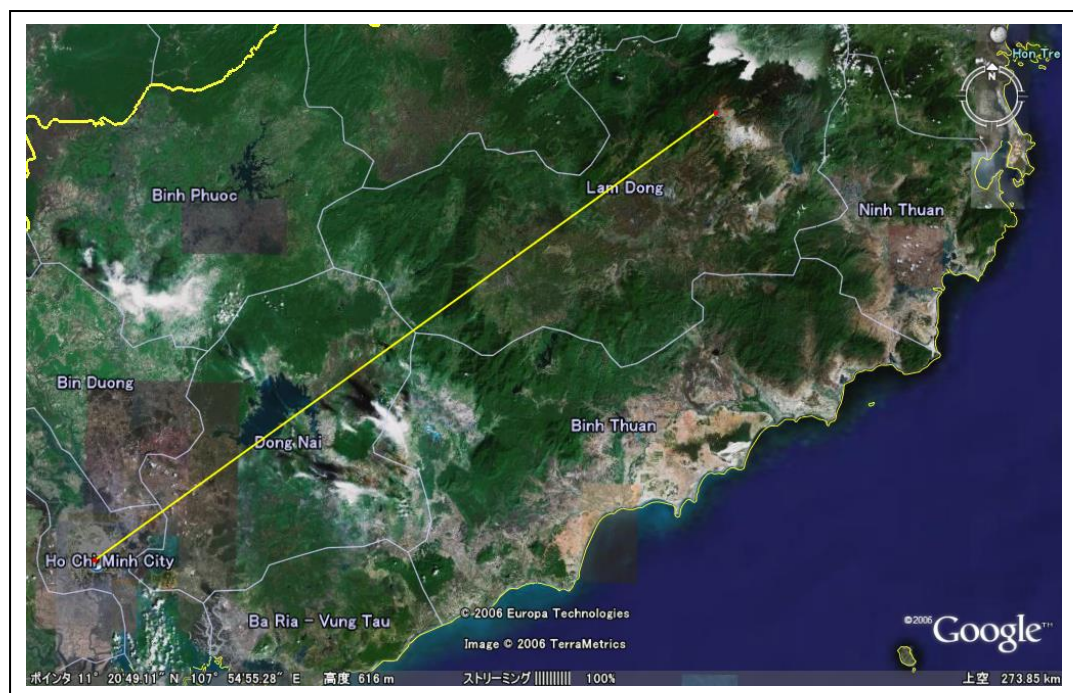 Hon Tre
N
Lam Dong
Binh Phuoc
Ninh Thuan
Bin Duong
Binh Thuan
Dong Nai
Ho Chi Minh City
© 2006 Europa Technologies
Ba Ria - Vung Tau
©2006 Google™
Image © 2006 TerraMetrics
ポインタ 11° 20'49.11" N 107° 54'55.28" E 高度 616 m ストリーミング |||||||||| 100% 上空 273.85 km